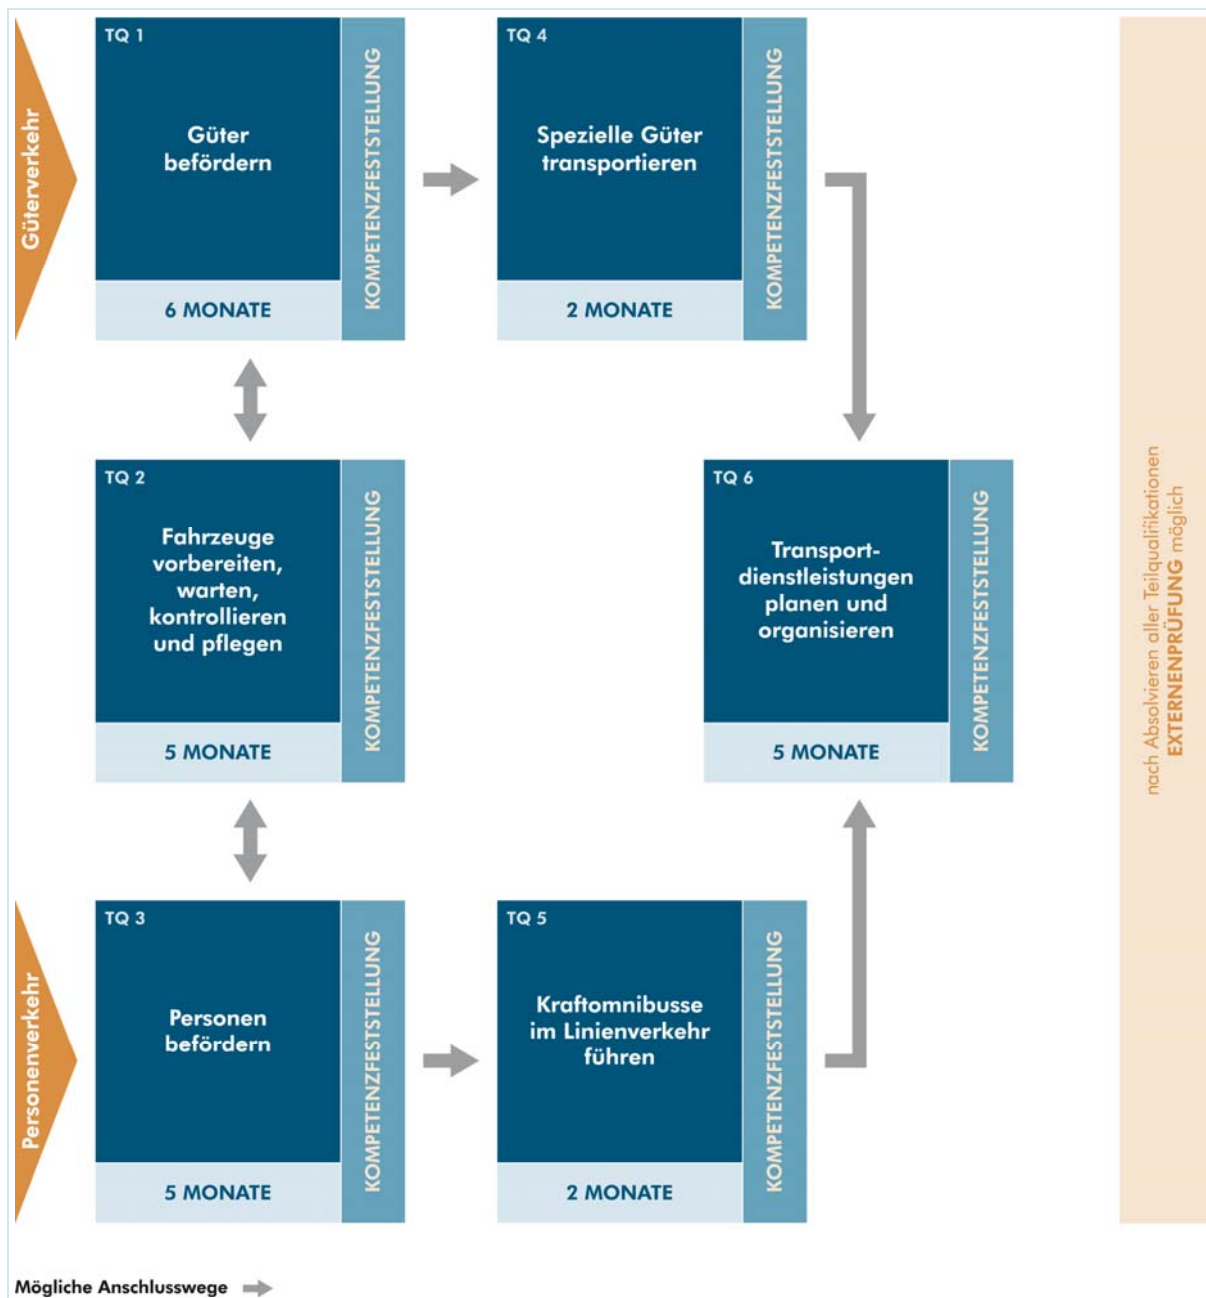 Güterverkehr
TQ 1
Güter
befördern
6 MONATE
KOMPETENZFESTSTELLUNG
TQ 4
Spezielle Güter
transportieren
2 MONATE
KOMPETENZFESTSTELLUNG
TQ 2
Fahrzeuge
vorbereiten,
warten,
kontrollieren
und pflegen
5 MONATE
KOMPETENZFESTSTELLUNG
TQ 6
Transport-
dienstleistungen
planen und
organisieren
5 MONATE
KOMPETENZFESTSTELLUNG
Personenverkehr
TQ 3
Personen
befördern
5 MONATE
KOMPETENZFESTSTELLUNG
TQ 5
Kraftomnibusse
im Linienverkehr
führen
2 MONATE
KOMPETENZFESTSTELLUNG
nach Absolvieren aller Teilqualifikationen
EXTERNENPRÜFUNG möglich
Mögliche Anschlusswege